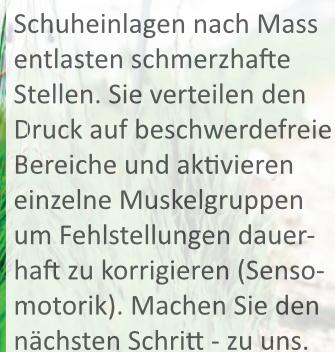 Schuheinlagen nach Mass
entlasten schmerzhafte
Stellen. Sie verteilen den
Druck auf beschwerdefreie
Bereiche und aktivieren
einzelne Muskelgruppen
um Fehlstellungen dauer-
haft zu korrigieren (Senso-
motorik). Machen Sie den
nächsten Schritt - zu uns.